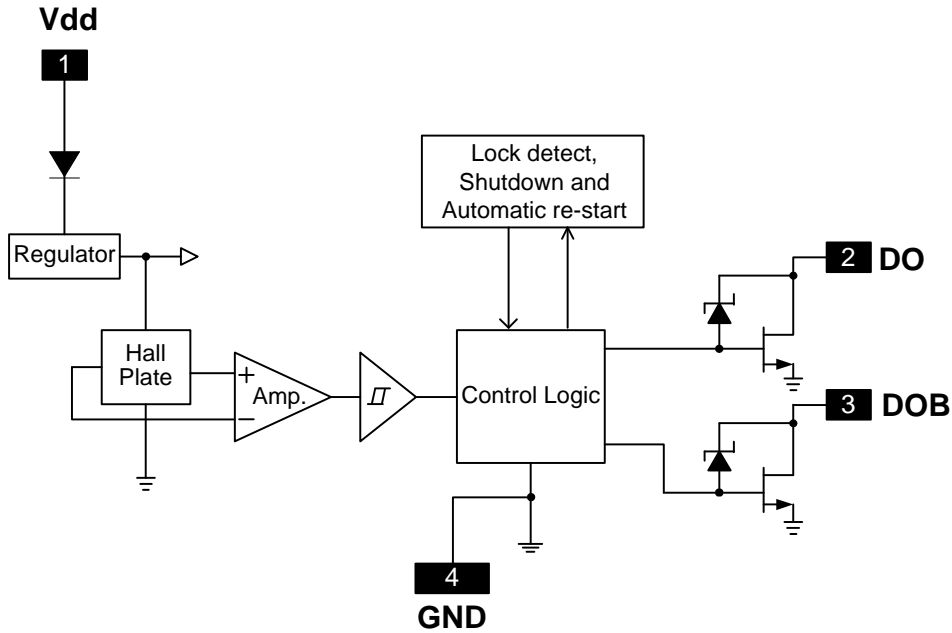 Vdd
1
Lock detect,
Shutdown and
Automatic re-start
Regulator
2 DO
Hall
Plate
+
Amp.
−
Control Logic
3 DOB
4
GND